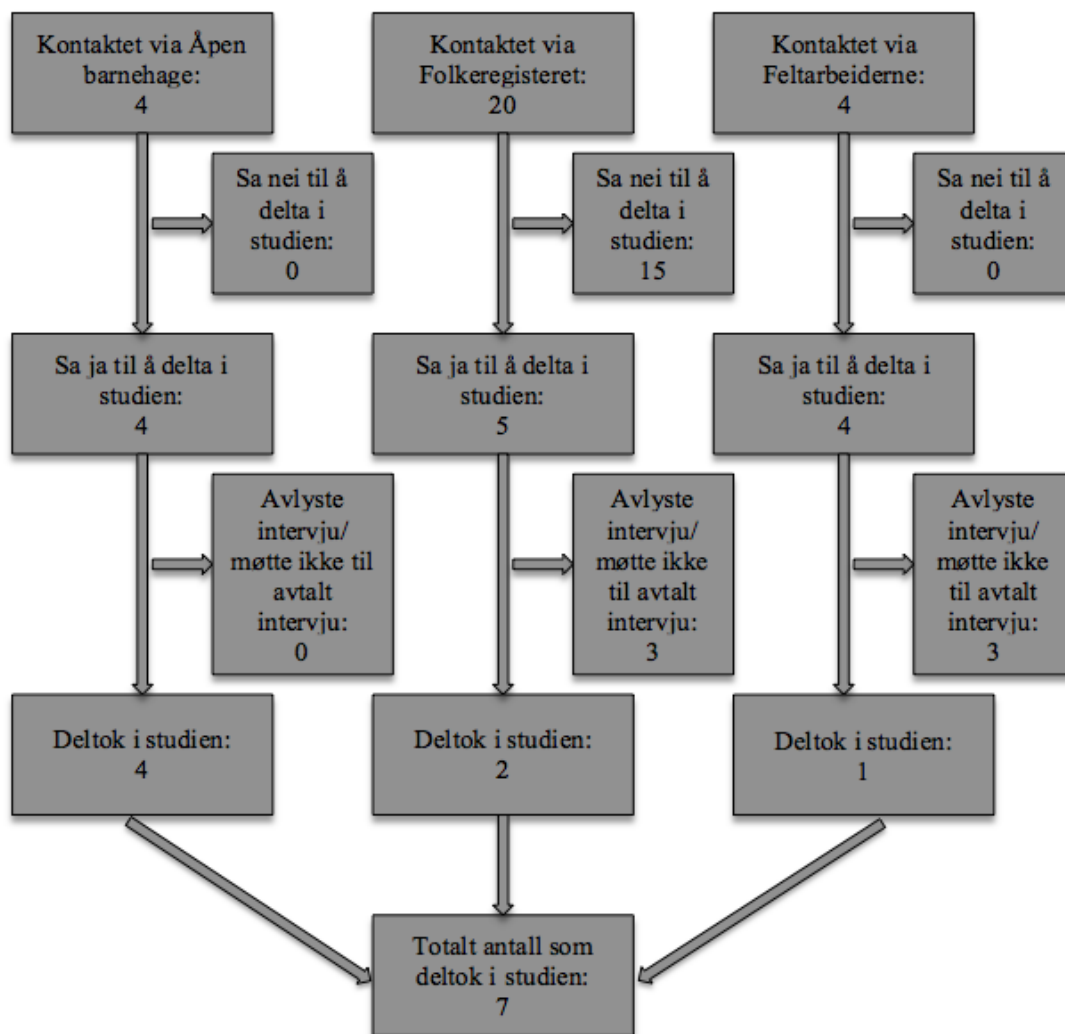 Kontaktet via Åpen
barnehage:
4
Kontaktet via
Folkeregisteret:
20
Kontaktet via
Feltarbeiderne:
4
Sa nei til å
delta i
studien:
0
Sa nei til å
delta i
studien:
15
Sa nei til å
delta i
studien:
0
Sa ja til å delta i
studien:
4
Sa ja til å delta i
studien:
5
Sa ja til å delta i
studien:
4
Avlyste
intervju/
møtte ikke til
avtalt
intervju:
0
Avlyste
intervju/
møtte ikke
til avtalt
intervju:
3
Avlyste
intervju/
møtte ikke
til avtalt
intervju:
3
Deltok i studien:
4
Deltok i studien:
2
Deltok i studien:
1
Totalt antall som
deltok i studien:
7